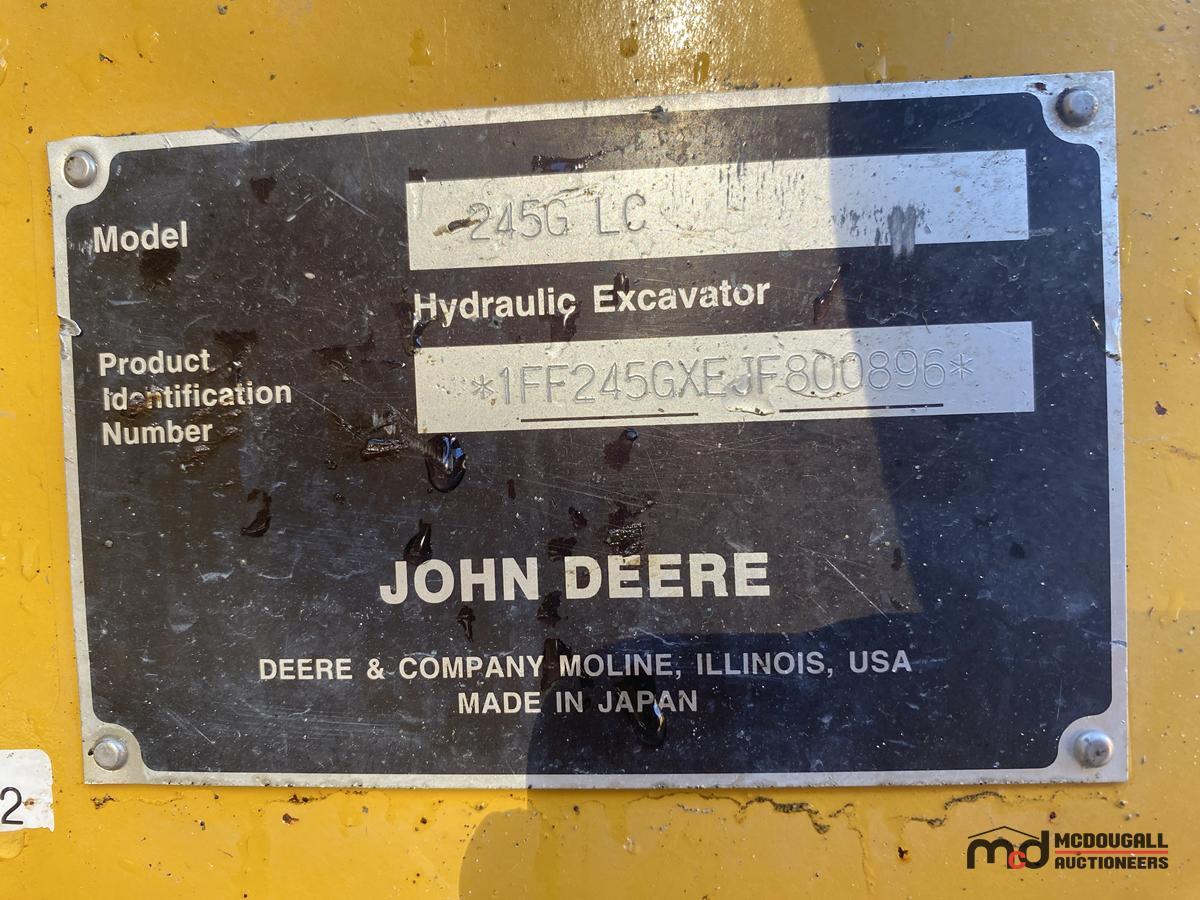 Model
245G LC
Hydraulic Excavator
Product
Identification
Number
*1FF245GXEJF800896*
JOHN DEERE
DEERE & COMPANY MOLINE, ILLINOIS, USA
MADE IN JAPAN
2
mcd MCDOUGALL
AUCTIONEERS